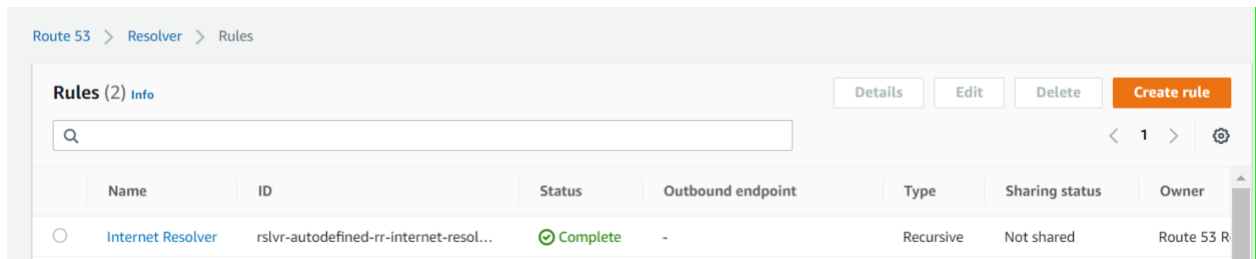 Route 53 > Resolver > Rules
Rules (2) Info Details Edit Delete Create rule
< 1 >
Name ID Status Outbound endpoint Type Sharing status Owner
Internet Resolver rslvr-autodefined-rr-internet-resol... Complete - Recursive Not shared Route 53 R